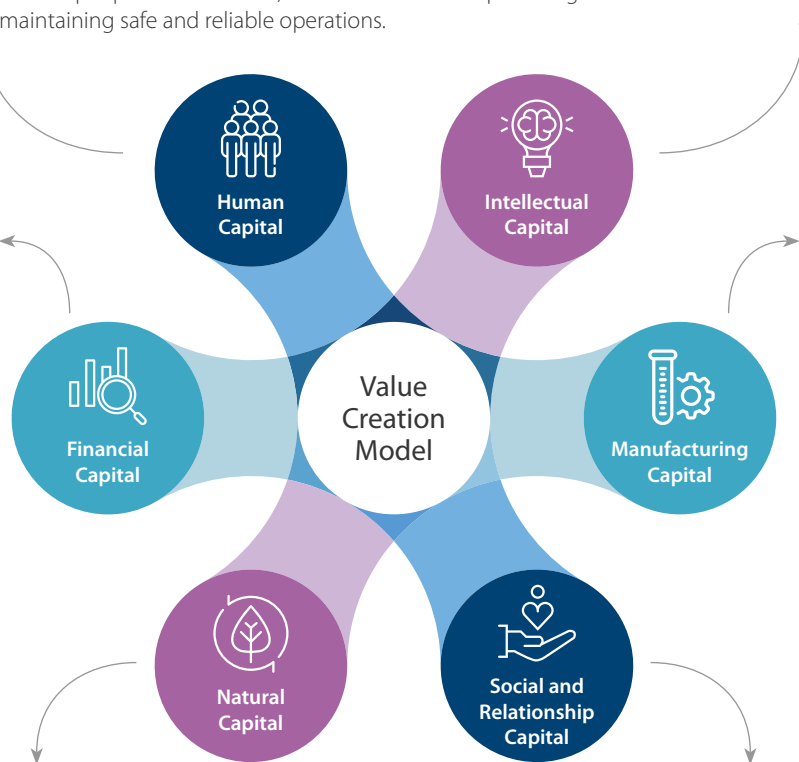 maintaining safe and reliable operations.
Human
Capital
Intellectual
Capital
Value
Creation
Model
Financial
Capital
Manufacturing
Capital
Natural
Capital
Social and
Relationship
Capital